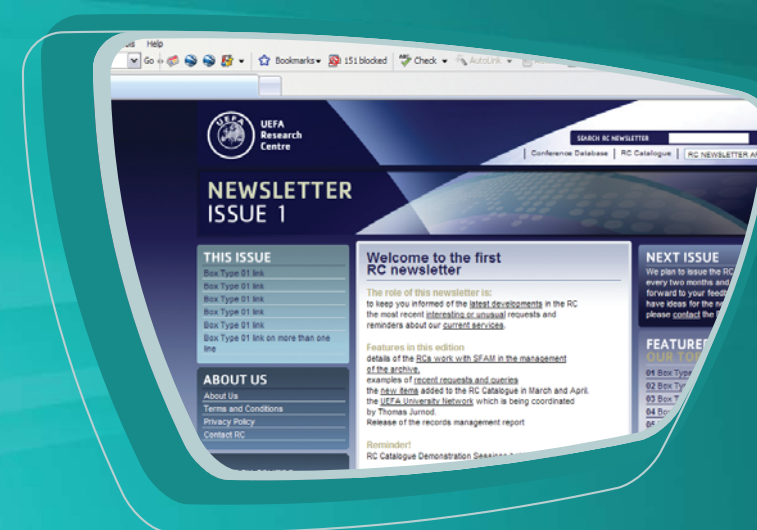 Help
Go
Bookmarks
151 blocked
Check
AutoLink
UEFA
UEFA
Research
Centre
SEARCH RC NEWSLETTER
Conference Database
RC Catalogue
RC NEWSLETTER
NEWSLETTER
ISSUE 1
THIS ISSUE
Box Type 01 link
Box Type 01 link
Box Type 01 link
Box Type 01 link
Box Type 01 link
Box Type 01 link on more than one
line
ABOUT US
About Us
Terms and Conditions
Privacy Policy
Contact RC
Welcome to the first
RC newsletter
The role of this newsletter is:
to keep you informed of the latest developments in the RC
the most recent interesting or unusual requests and
reminders about our current services.
Features in this edition
details of the RCs work with SFAM in the management
of the archive,
examples of recent requests and queries
the new items added to the RC Catalogue in March and April.
the UEFA University Network which is being coordinated
by Thomas Jurnod.
Release of the records management report
Reminder!
RC Catalogue Demonstration
NEXT ISSUE
We plan to issue the RC
every two months and
forward to your
have ideas for the
please contact the
FEATURE
OUR
01 Box Type
02 Box
03 Box
04
05